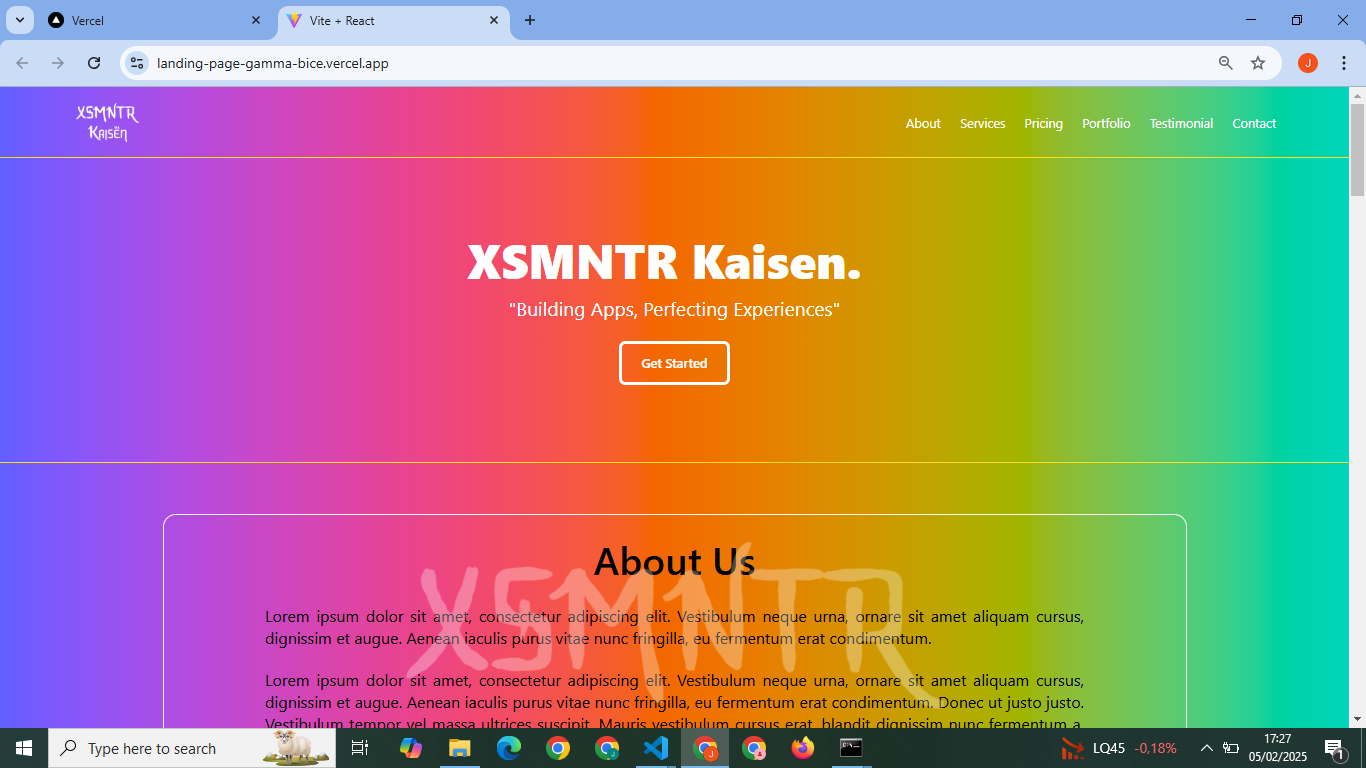 Vercel
Vite + React
landing-page-gamma-bice.vercel.app
J
XSMNTR
Kaisën
About Services Pricing Portfolio Testimonial Contact
XSMNTR Kaisen.
"Building Apps, Perfecting Experiences"
Get Started
About Us
XSMNTR
Lorem ipsum dolor sit amet, consectetur adipiscing elit. Vestibulum neque urna, ornare sit amet aliquam cursus,
dignissim et augue. Aenean iaculis purus vitae nunc fringilla, eu fermentum erat condimentum.
Lorem ipsum dolor sit amet, consectetur adipiscing elit. Vestibulum neque urna, ornare sit amet aliquam cursus,
dignissim et augue. Aenean iaculis purus vitae nunc fringilla, eu fermentum erat condimentum. Donec ut justo justo.
Vestibulum tempor vel massa ultrices suscipit. Mauris vestibulum cursus erat, blandit dignissim nunc fermentum a.
Type here to search
LQ45 -0,18%
17:27
05/02/2025
1